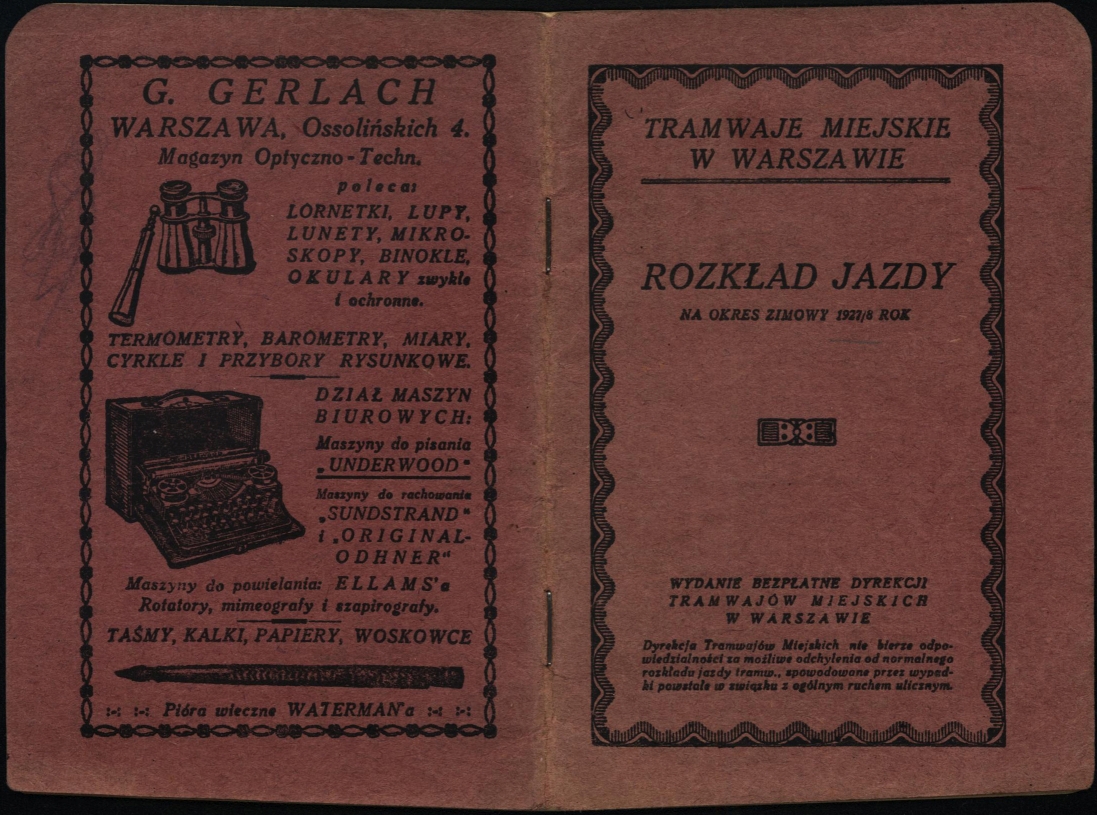 G. GERLACH
WARSZAWA, Ossolińskich 4.
Magazyn Optyczno-Techn.
poleca:
LORNETKI, LUPY,
LUNETY, MIKRO-
SKOPY, BINOKLE,
OKULARY zwykłe
i ochronne.
TERMOMETRY, BAROMETRY, MIARY,
CYRKLE I PRZYBORY RYSUNKOWE.
DZIAŁ MASZYN
BIUROWYCH:
Maszyny do pisania
„UNDERWOOD"
Maszyny do rachowania
„SUNDSTRAND"
i „ORIGINAL-
ODHNER"
Maszyny do powielania: ELLAMS'a
Rotatory, mimeografy i szapirografy.
TAŚMY, KALKI, PAPIERY, WOSKOWCE
:-: :-: Pióra wieczne WATERMAN'a :-: :-:
TRAMWAJE MIEJSKIE
W WARSZAWIE
ROZKŁAD JAZDY
NA OKRES ZIMOWY 1927/8 ROK
WYDANIE BEZPŁATNE DYREKCJI
TRAMWAJÓW MIEJSKICH
W WARSZAWIE
Dyrekcja Tramwajów Miejskich nie bierze odpo-
wiedzialności za możliwe odchylenia od normalnego
rozkładu jazdy tramw., spowodowane przez wypad-
ki powstałe w związku z ogólnym ruchem ulicznym.